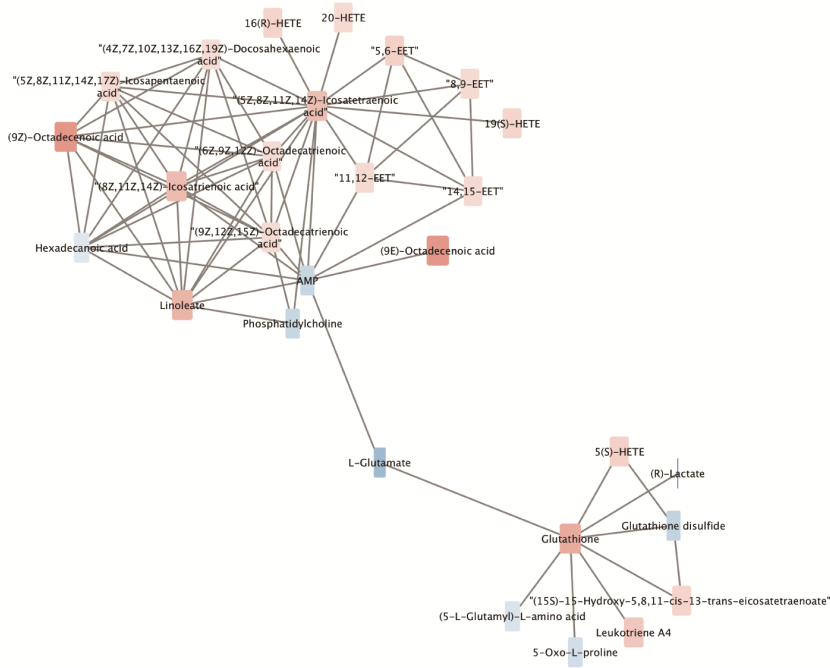 20-HETE
16(R)-HETE
"(4Z,7Z,10Z,13Z,16Z,19Z)-Docosahexaenoic
acid"
"5,6-EET"
"(5Z,8Z,11Z,14Z,17Z)-Icosapentaenoic
acid"
"8,9-EET"
"(5Z,8Z,11Z,14Z)-Icosatetraenoic
acid"
19(S)-HETE
(9Z)-Octadecenoic acid
"(6Z,9Z,12Z)-Octadecatrienoic
acid"
"11,12-EET"
"(8Z,11Z,14Z)-Icosatrienoic acid"
"14,15-EET"
"(9Z,12Z,15Z)-Octadecatrienoic
acid"
Hexadecanoic acid
(9E)-Octadecenoic acid
AMP
Linoleate
Phosphatidylcholine
L-Glutamate
5(S)-HETE
(R)-Lactate
Glutathione disulfide
Glutathione
"(15S)-15-Hydroxy-5,8,11-cis-13-trans-eicosatetraenoate"
(5-L-Glutamyl)-L-amino acid
Leukotriene A4
5-Oxo-L-proline